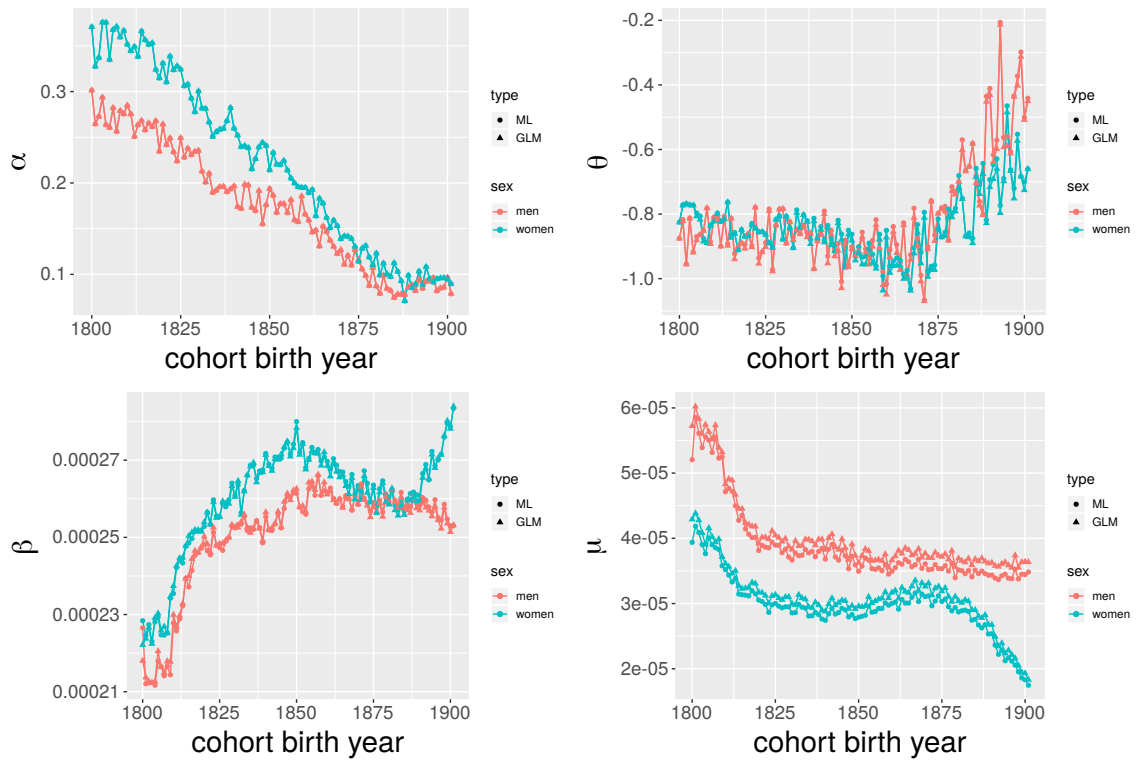 α
0.3
0.2
0.1
1800 1825 1850 1875 1900
cohort birth year
type
ML
GLM
sex
men
women
θ
-0.2
-0.4
-0.6
-0.8
-1.0
1800 1825 1850 1875 1900
cohort birth year
type
ML
GLM
sex
men
women
β
0.00027
0.00025
0.00023
0.00021
1800 1825 1850 1875 1900
cohort birth year
type
ML
GLM
sex
men
women
μ
6e-05
5e-05
4e-05
3e-05
2e-05
1800 1825 1850 1875 1900
cohort birth year
type
ML
GLM
sex
men
women